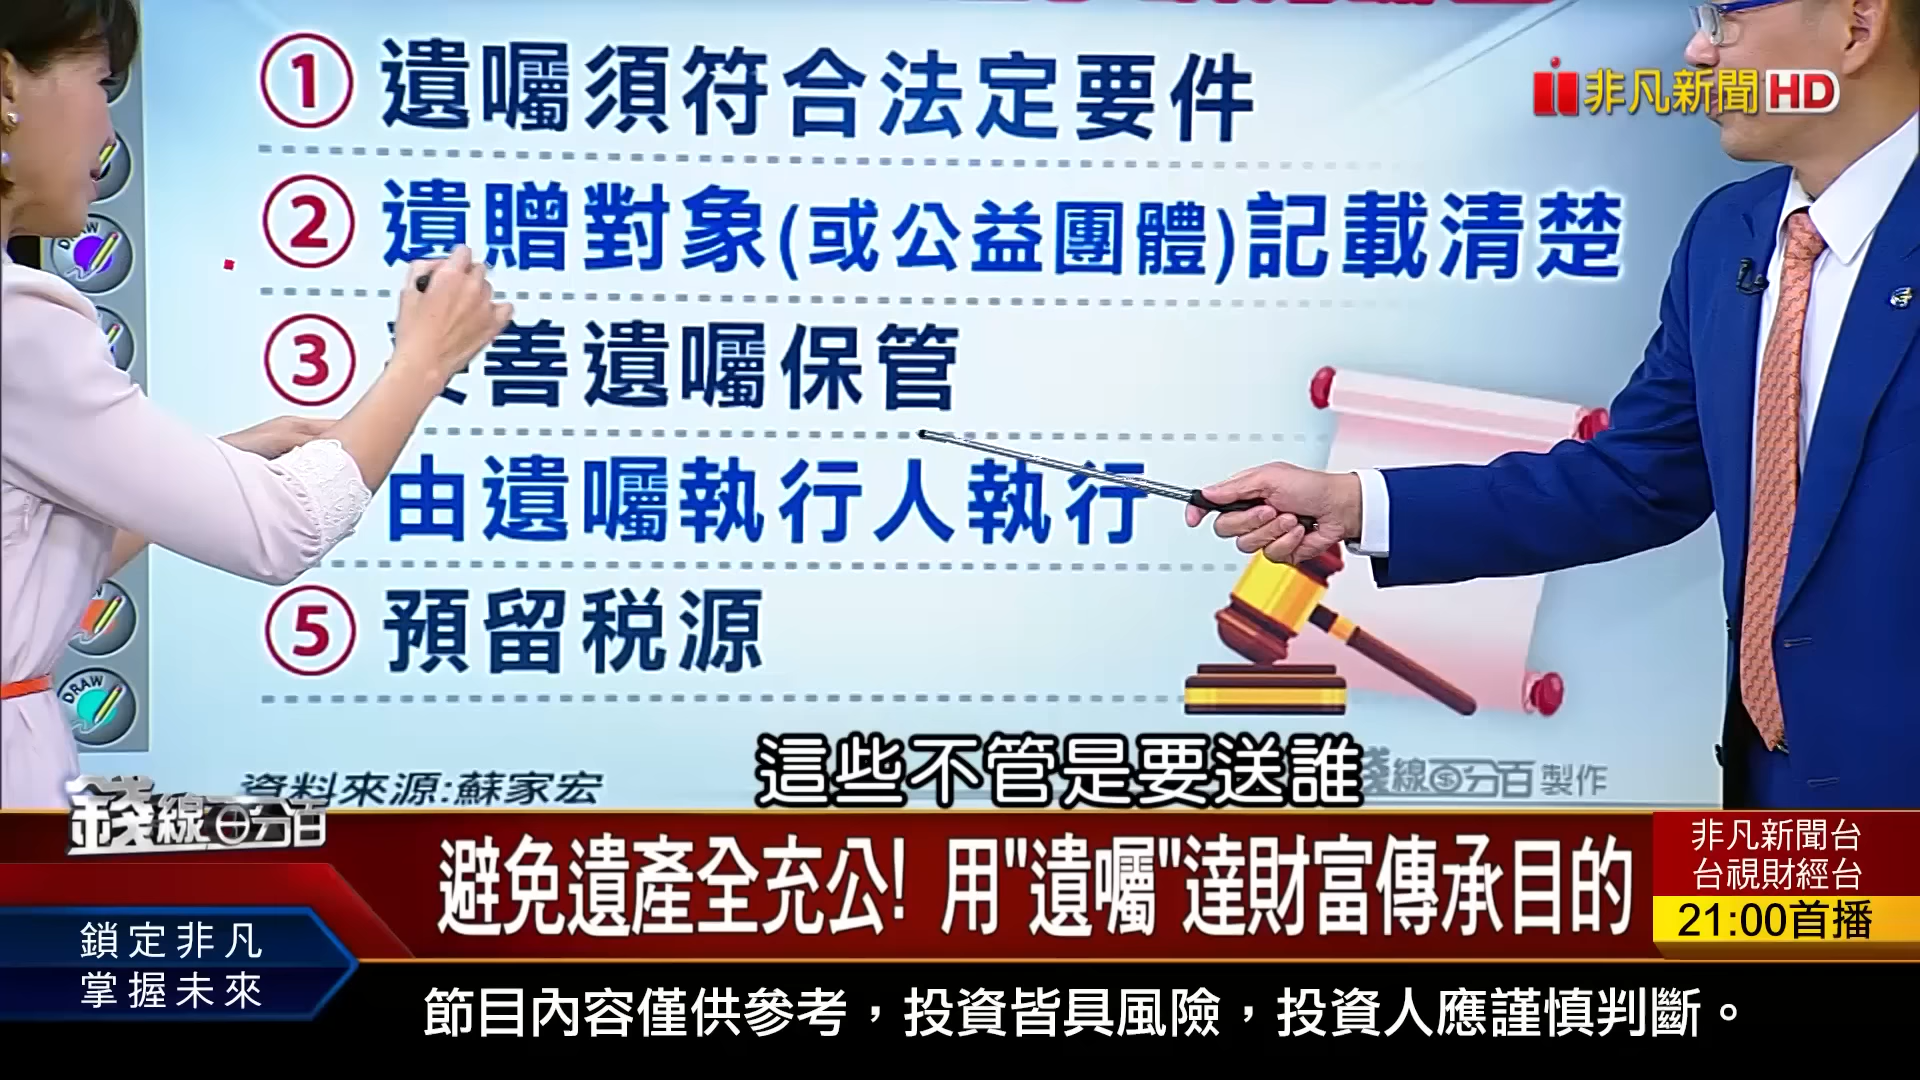 ① 遺囑須符合法定要件
非凡新聞HD
② 遺贈對象(或公益團體)記載清楚
③ 善遺囑保管
由遺囑執行人執行
⑤ 預留税源
DRAW
資料來源:蘇家宏
這些不管是要送誰
錢線百分百 製作
錢線百分百
避免遺產全充公! 用"遺囑"達財富傳承目的
非凡新聞台
台視財經台
21:00首播
鎖定非凡
掌握未來
節目內容僅供參考，投資皆具風險，投資人應謹慎判斷。